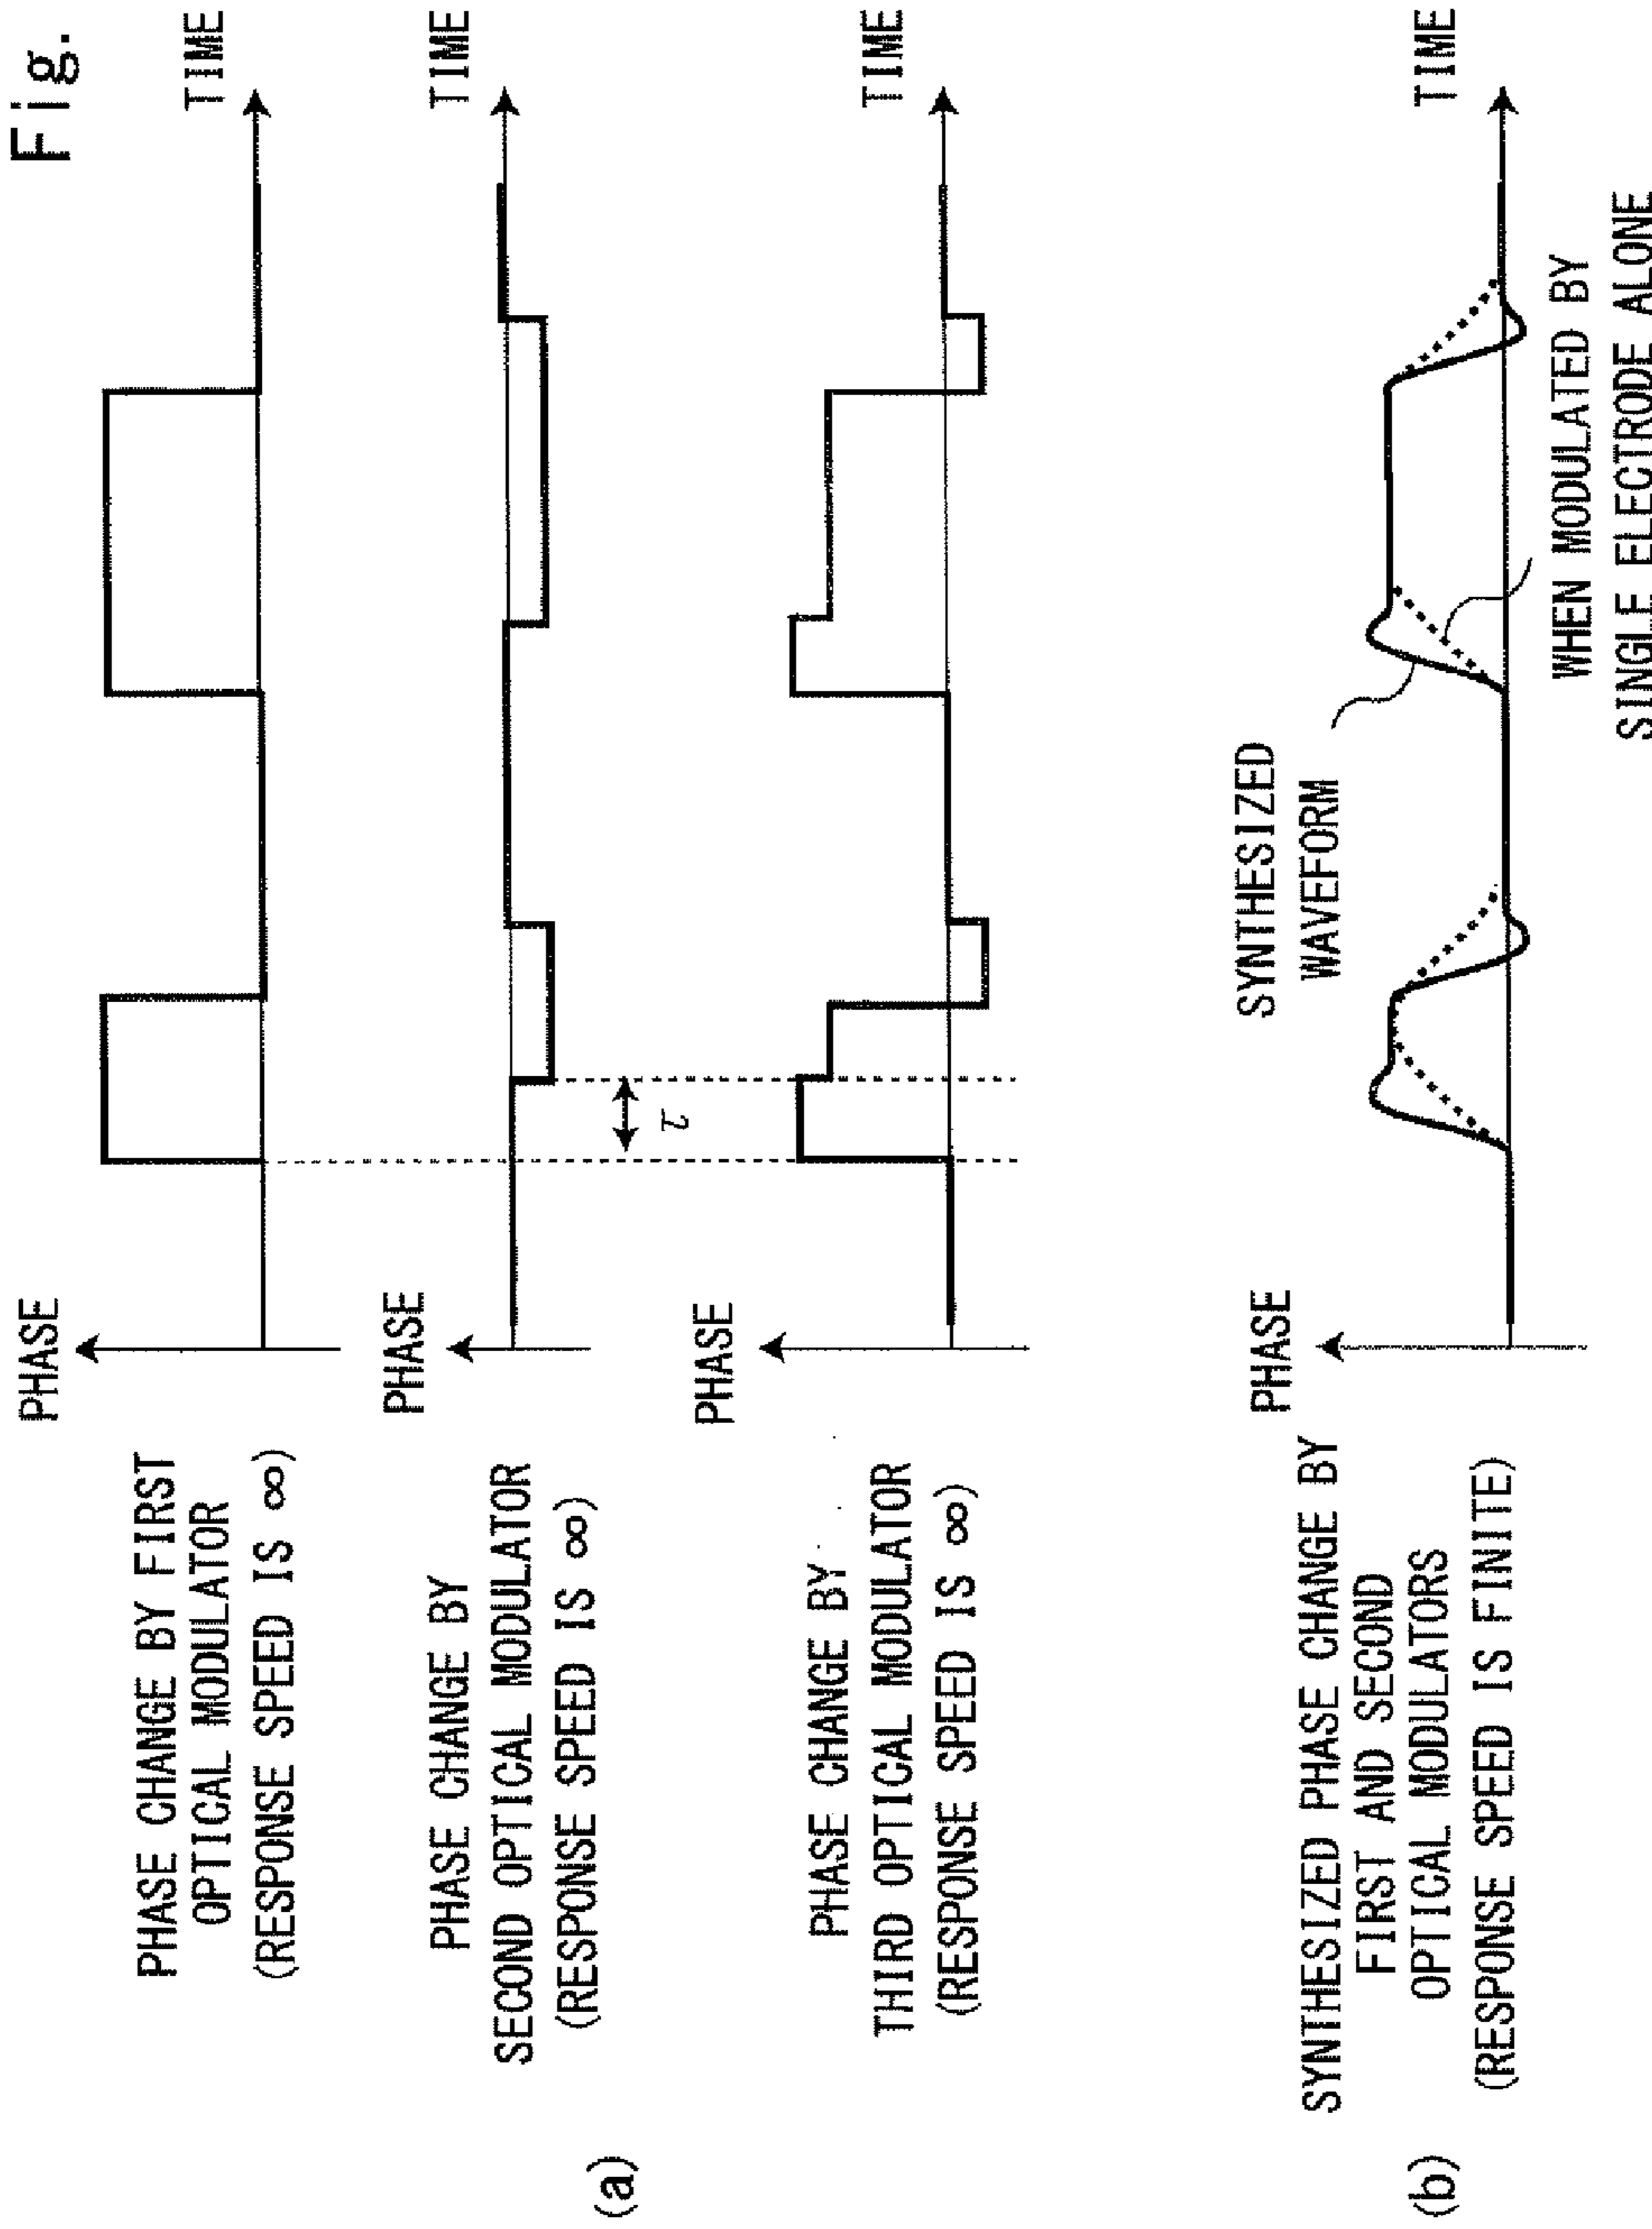 Fig.
PHASE CHANGE BY FIRST
OPTICAL MODULATOR
(RESPONSE SPEED IS ∞)
PHASE
TIME
(a)
PHASE CHANGE BY
SECOND OPTICAL MODULATOR
(RESPONSE SPEED IS ∞)
PHASE
TIME
τ
PHASE CHANGE BY
THIRD OPTICAL MODULATOR
(RESPONSE SPEED IS ∞)
PHASE
TIME
(b)
SYNTHESIZED PHASE CHANGE BY
FIRST AND SECOND
OPTICAL MODULATORS
(RESPONSE SPEED IS FINITE)
PHASE
TIME
SYNTHESIZED
WAVEFORM
WHEN MODULATED BY
SINGLE ELECTRODE ALONE